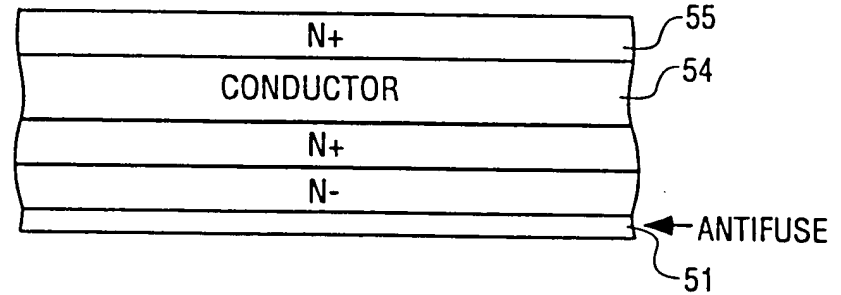 N+
55
CONDUCTOR
54
N+
N-
ANTIFUSE
51